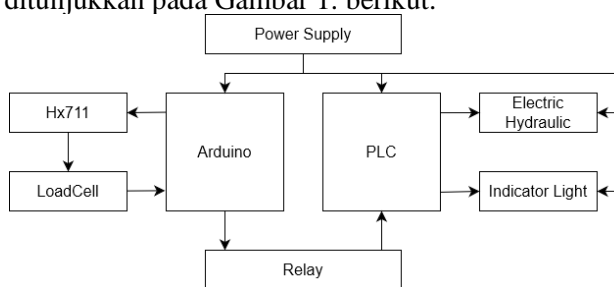 ditunjukkan pada Gambar 1. berikut.
Power Supply
Hx711
Arduino
PLC
Electric
Hydraulic
LoadCell
Indicator Light
Relay